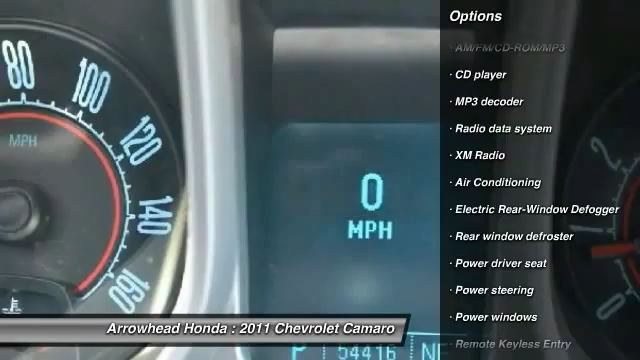 Options
· AM/FM/CD-ROM/MP3
· CD player
· MP3 decoder
· Radio data system
· XM Radio
· Air Conditioning
· Electric Rear-Window Defogger
· Rear window defroster
· Power driver seat
· Power steering
· Power windows
· Remote Keyless Entry
80
100
120
140
160
MPH
0
MPH
P 54416
2
0
Arrowhead Honda : 2011 Chevrolet Camaro